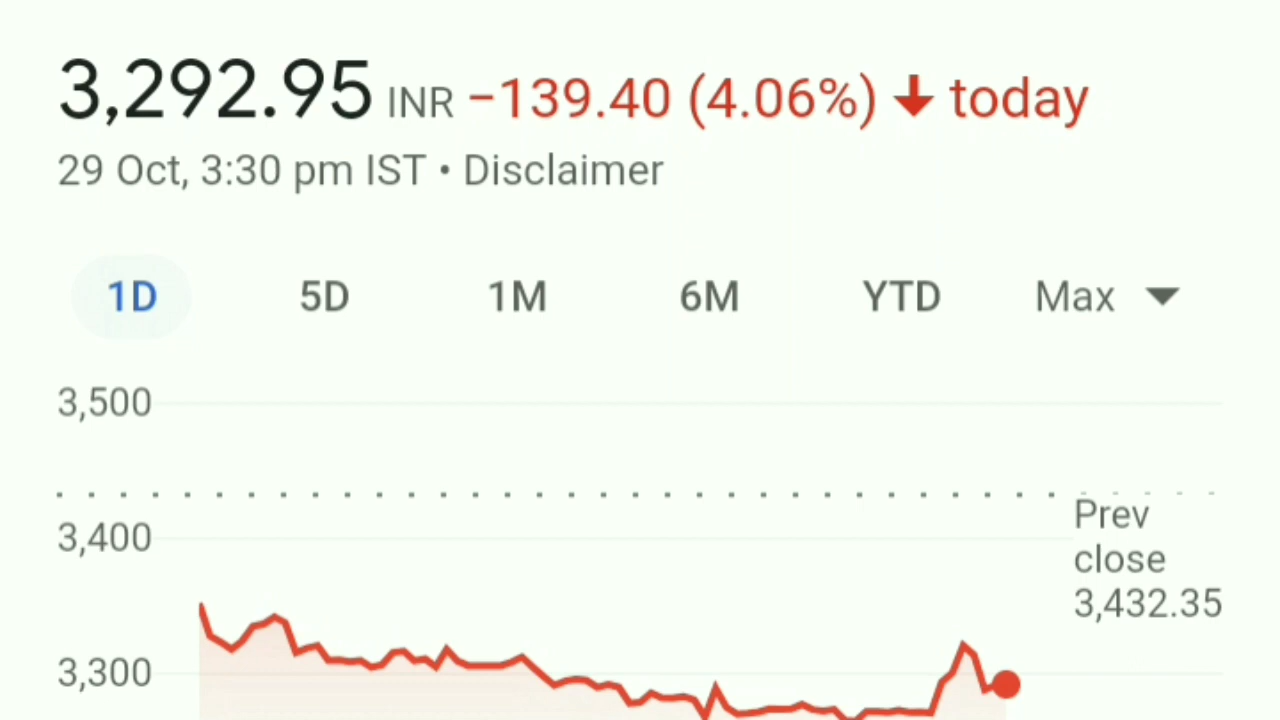 3,292.95 INR −139.40 (4.06%) ↓ today
29 Oct, 3:30 pm IST • Disclaimer
1D 5D 1M 6M YTD Max
3,500
3,400
Prev
close
3,432.35
3,300